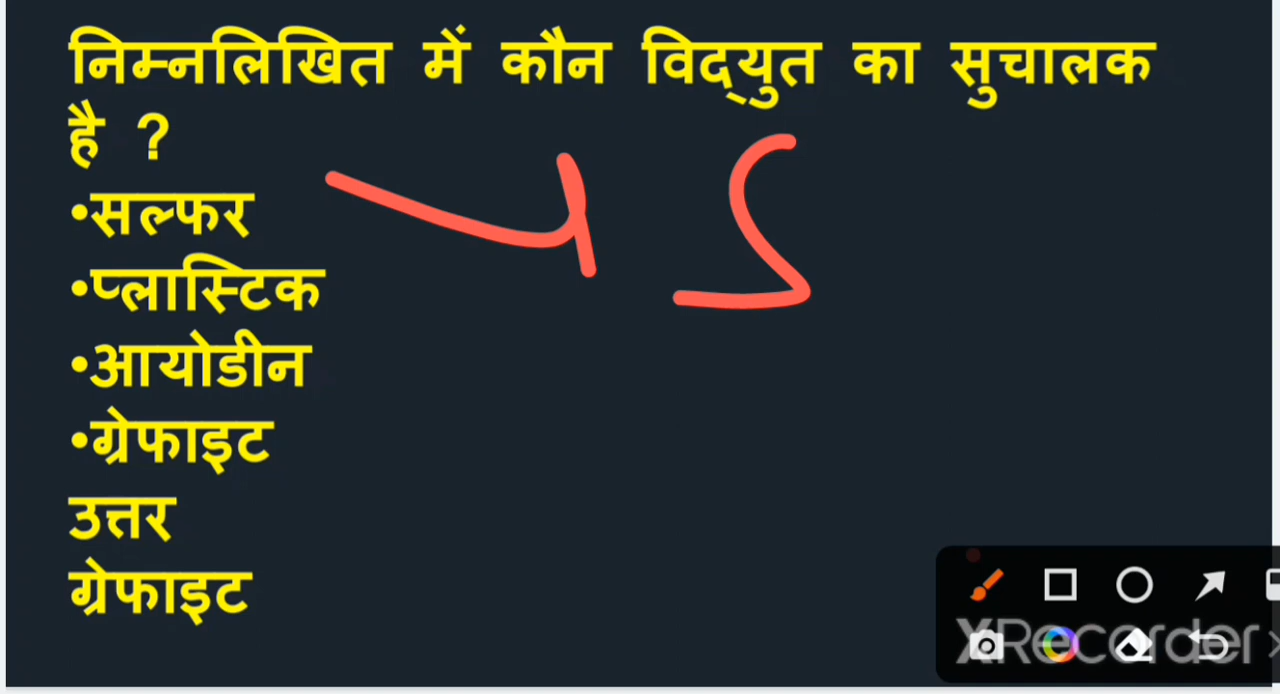 निम्नलिखित में कौन विद्युत का सुचालक
है ?
•सल्फर
•प्लास्टिक
•आयोडीन
•ग्रेफाइट
उत्तर
ग्रेफाइट
XRecorder